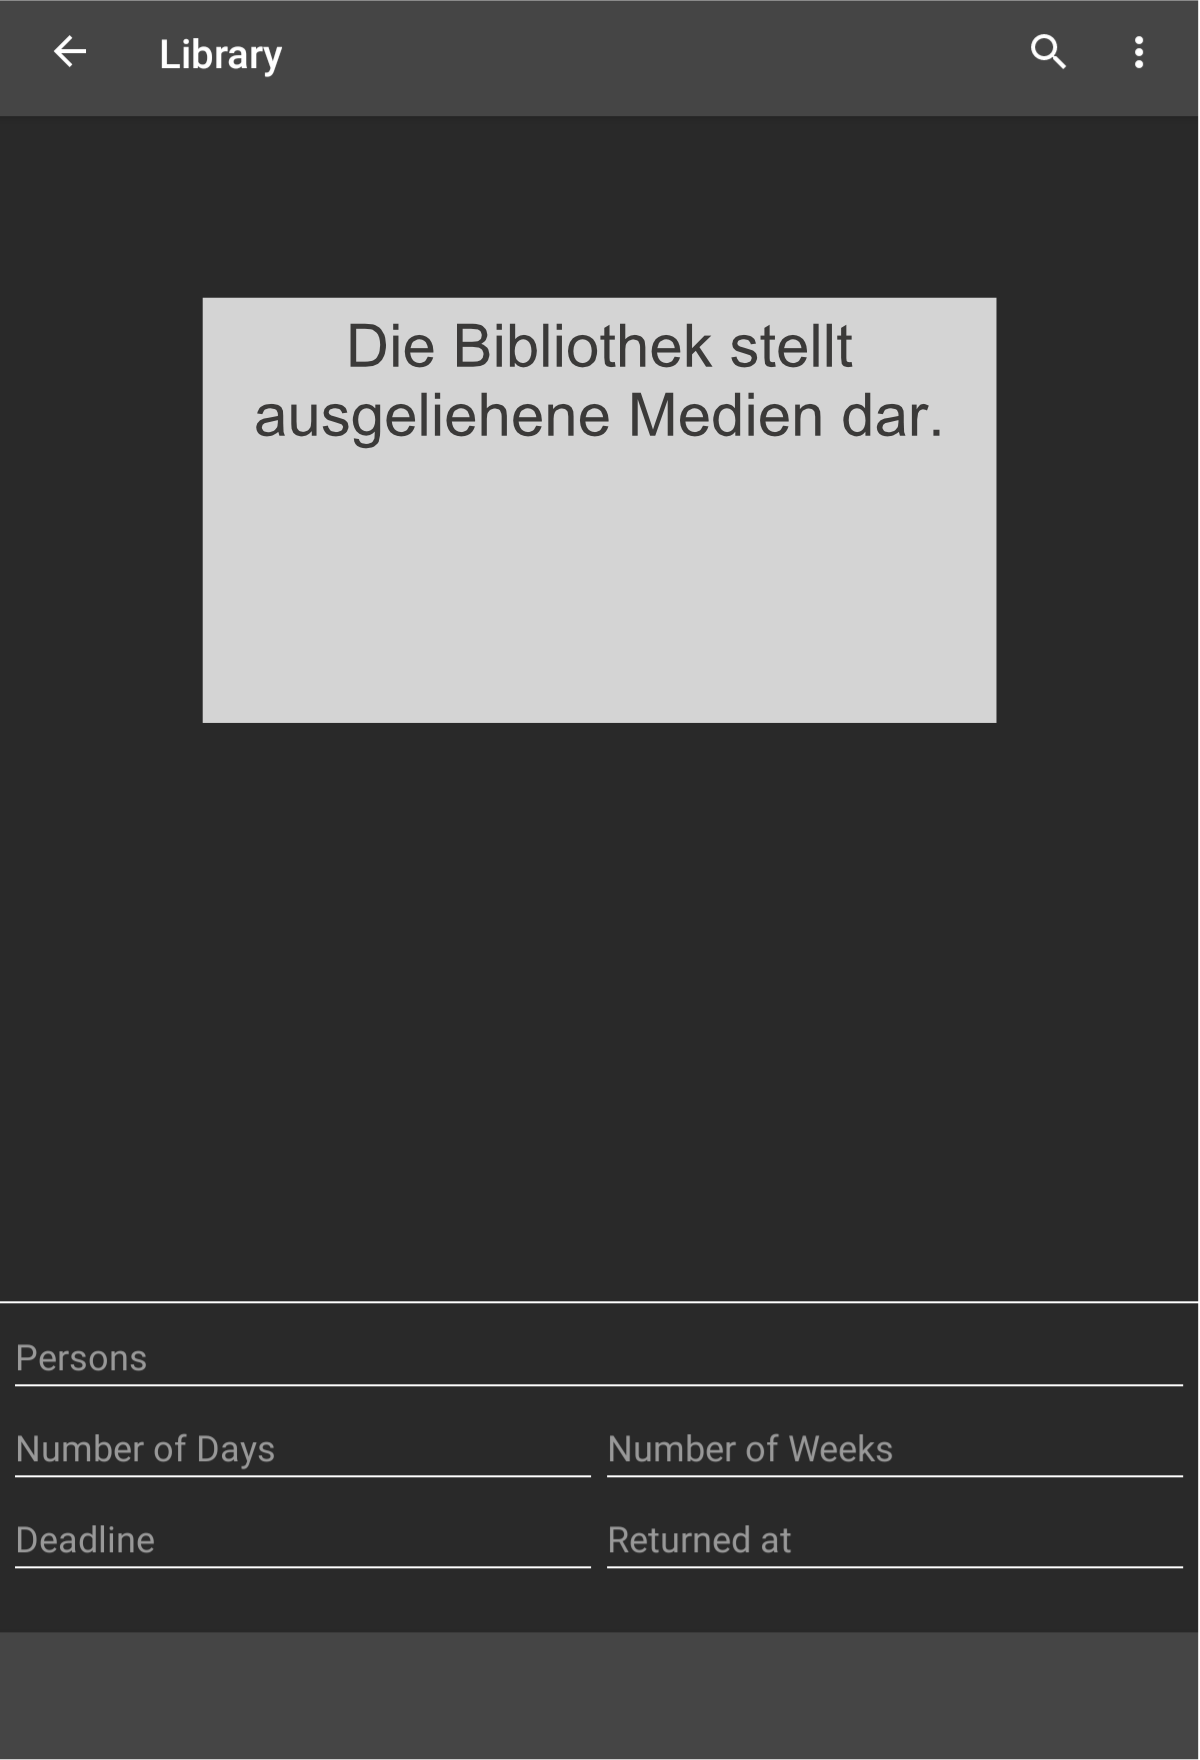 Library
Die Bibliothek stellt
ausgeliehene Medien dar.
Persons
Number of Days
Number of Weeks
Deadline
Returned at